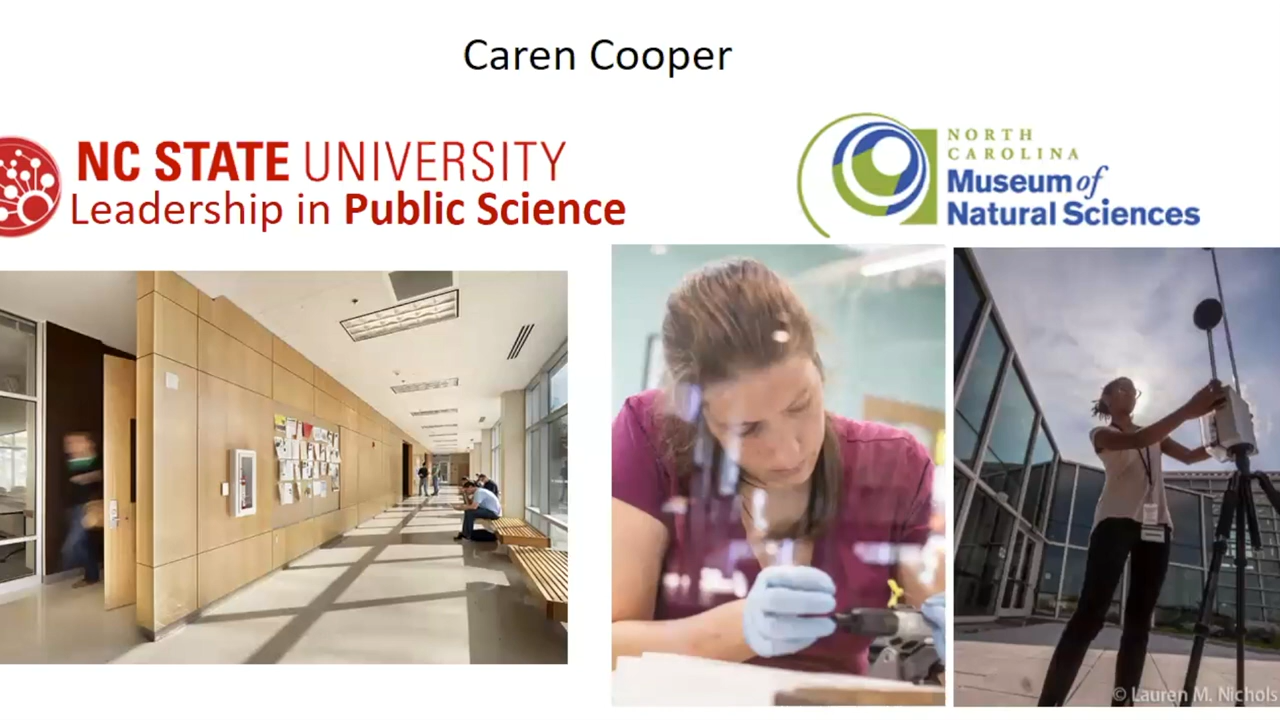 Caren Cooper
NC STATE UNIVERSITY
Leadership in Public Science
NORTH
CAROLINA
Museum of
Natural Sciences
© Lauren M. Nichols